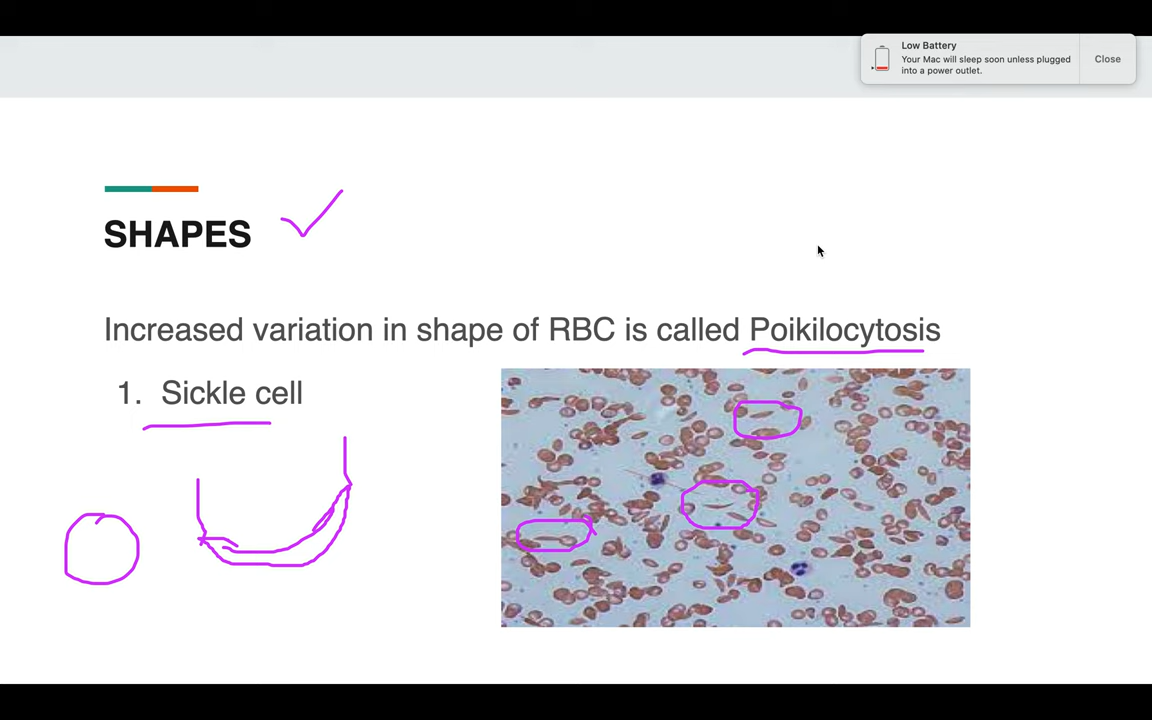 Low Battery
Your Mac will sleep soon unless plugged
into a power outlet.
Close
SHAPES
Increased variation in shape of RBC is called Poikilocytosis
1. Sickle cell